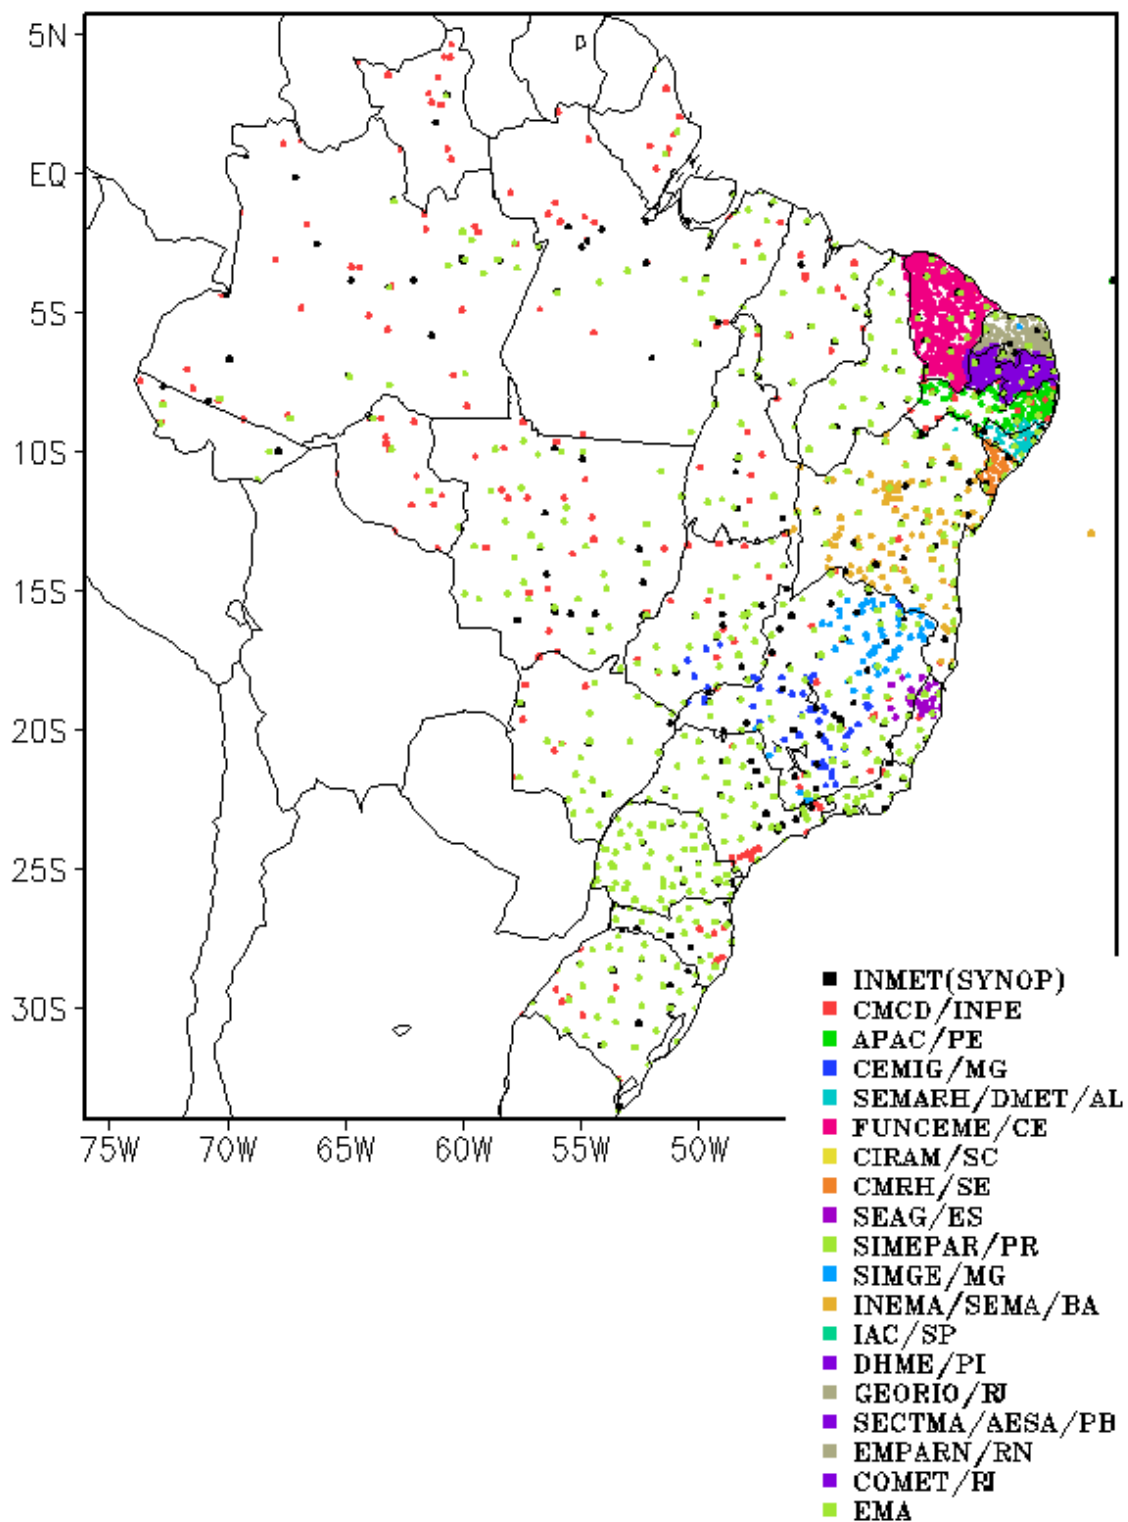 5N
EQ
5S
10S
15S
20S
25S
30S
75W 70W 65W 60W 55W 50W
INMET(SYNOP)
CMCD/INPE
APAC/PE
CEMIG/MG
SEMARH/DMET/AL
FUNCEME/CE
CIRAM/SC
CMRH/SE
SEAG/ES
SIMEPAR/PR
SIMGE/MG
INEMA/SEMA/BA
IAC/SP
DHME/PI
GEORIO/RJ
SECTMA/AESA/PB
EMPARN/RN
COMET/RJ
EMA